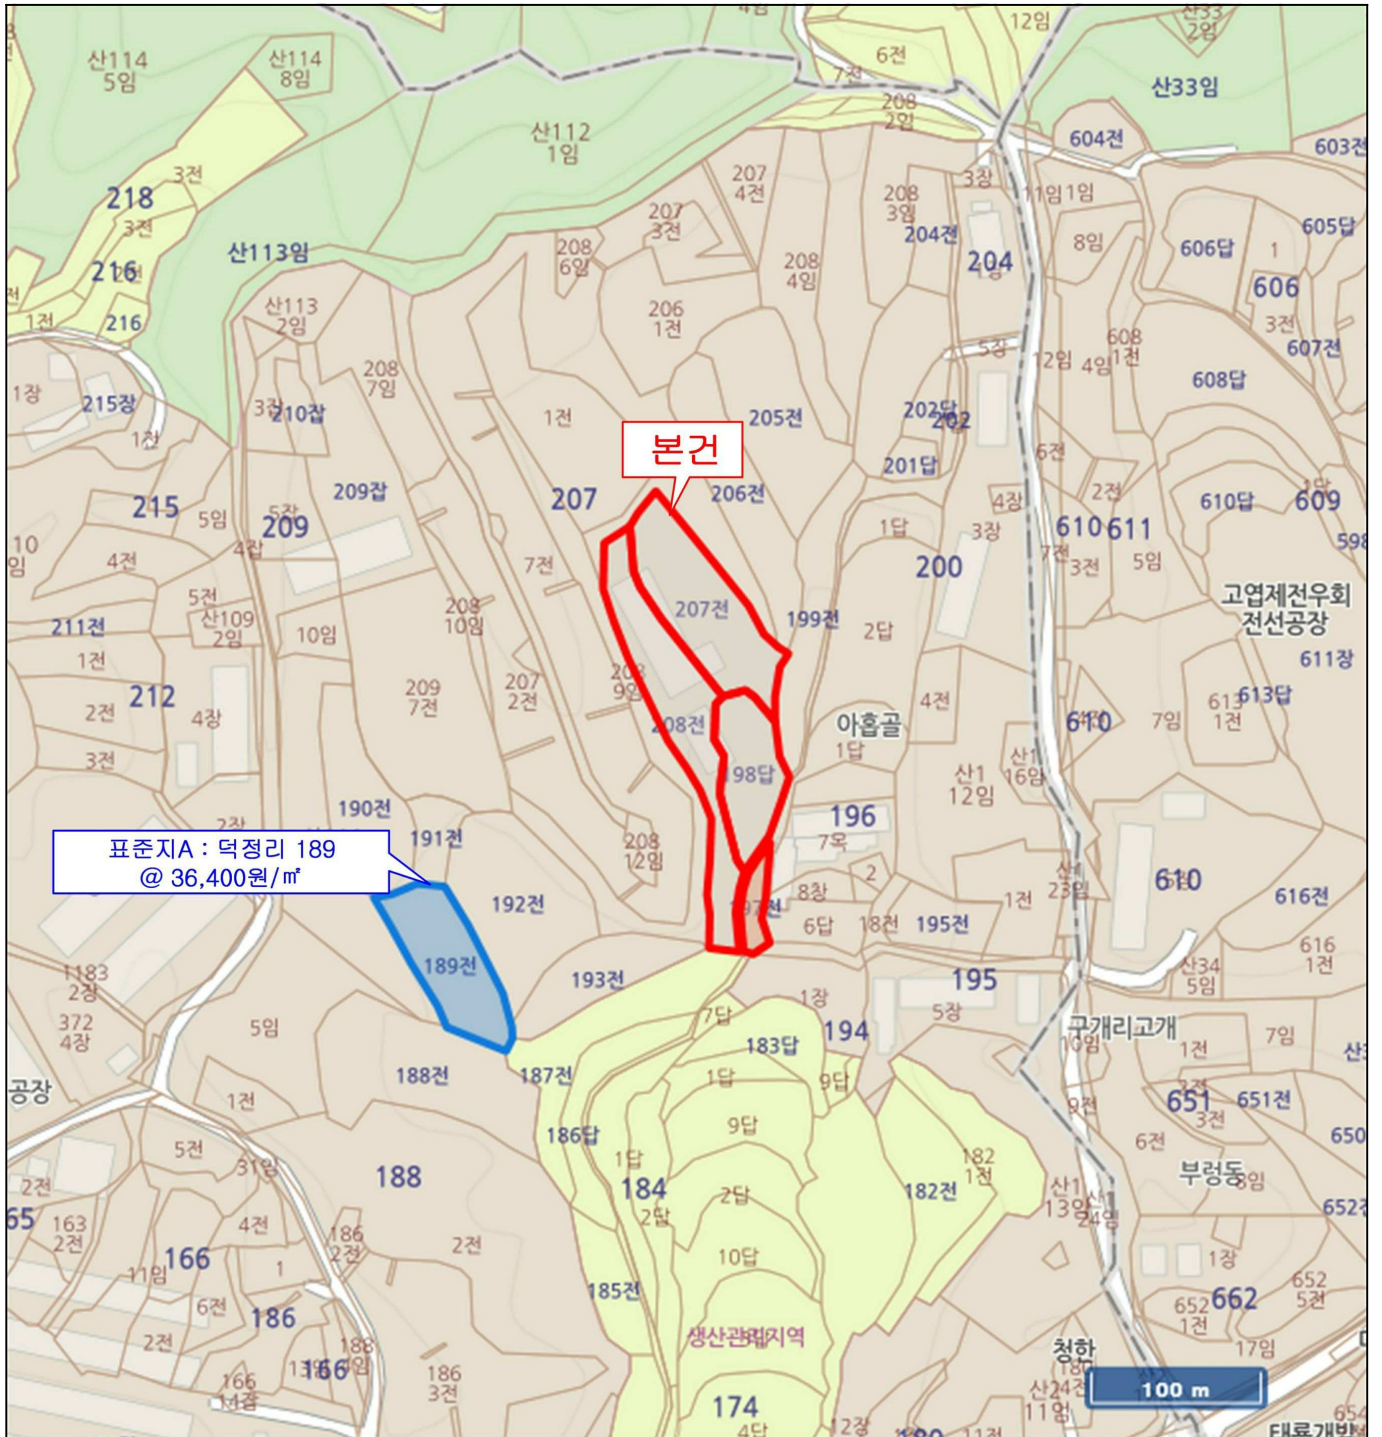 산114
5임
산114
8임
6전
7전
12임
산33
2임
산33임
208
2임
산112
1임
604전
603전
3전
218
3전
207
4전
208
3임
3장
11임
1임
207
3전
204전
204
8임
606답
1
605답
216
산113임
208
6임
208
4임
606
216
1전
산113
2임
206
1전
608
1전
3전
607전
5장
12임
4임
208
7임
1장
215장
1전
210잡
1전
205전
202답
202
608답
본건
6전
201답
215
5임
209잡
207
206전
4장
2전
610답
609
209
4잡
1답
3장
610
611
598
10
임
4전
7전
200
7전
3전
5임
5전
산109
2임
10임
208
10임
207전
199전
고엽제전우회
전선공장
211전
1전
2답
611장
212
2전
4장
209
7전
207
2전
208
9임
208전
아홉골
4전
610
7임
613
1전
613답
3전
198답
1답
산1
12임
산1
16임
190전
191전
196
7목
208
12임
표준지A : 덕정리 189
@ 36,400원/㎡
192전
197전
8창
2
6답
18전
195전
1전
23임
610
616전
189전
193전
195
산34
5임
616
1전
1183
2장
372
4장
5임
7답
1장
194
5장
구개리고개
10임
1전
7임
183답
공장
188전
187전
1답
9답
1전
9전
651
3전
651전
5전
31임
186답
9답
6전
650
2전
188
1답
184
2답
2답
182전
182
1전
산1
13임
부렁동
8임
652전
65
163
2전
4전
186
2전
2전
10답
1장
11임
166
1
6전
186
185전
652
1전
662
652
5전
2전
166
생산관리지역
청한
17임
166
14잡
186
3전
174
4답
산24
11임
100 m
12장
180
11전
654
태룡개발